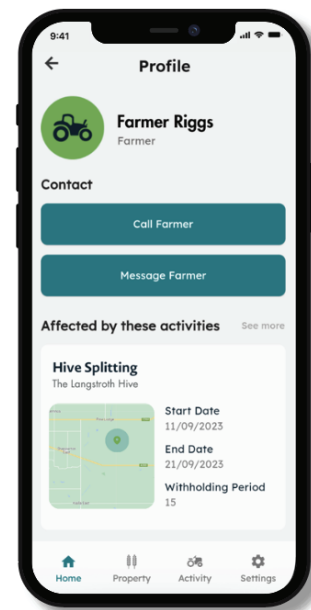 9:41
Profile
Farmer Riggs
Farmer
Contact
Call Farmer
Message Farmer
Affected by these activities See more
Hive Splitting
The Langstroth Hive
Start Date
11/09/2023
End Date
21/09/2023
Withholding Period
15
Home Property Activity Settings